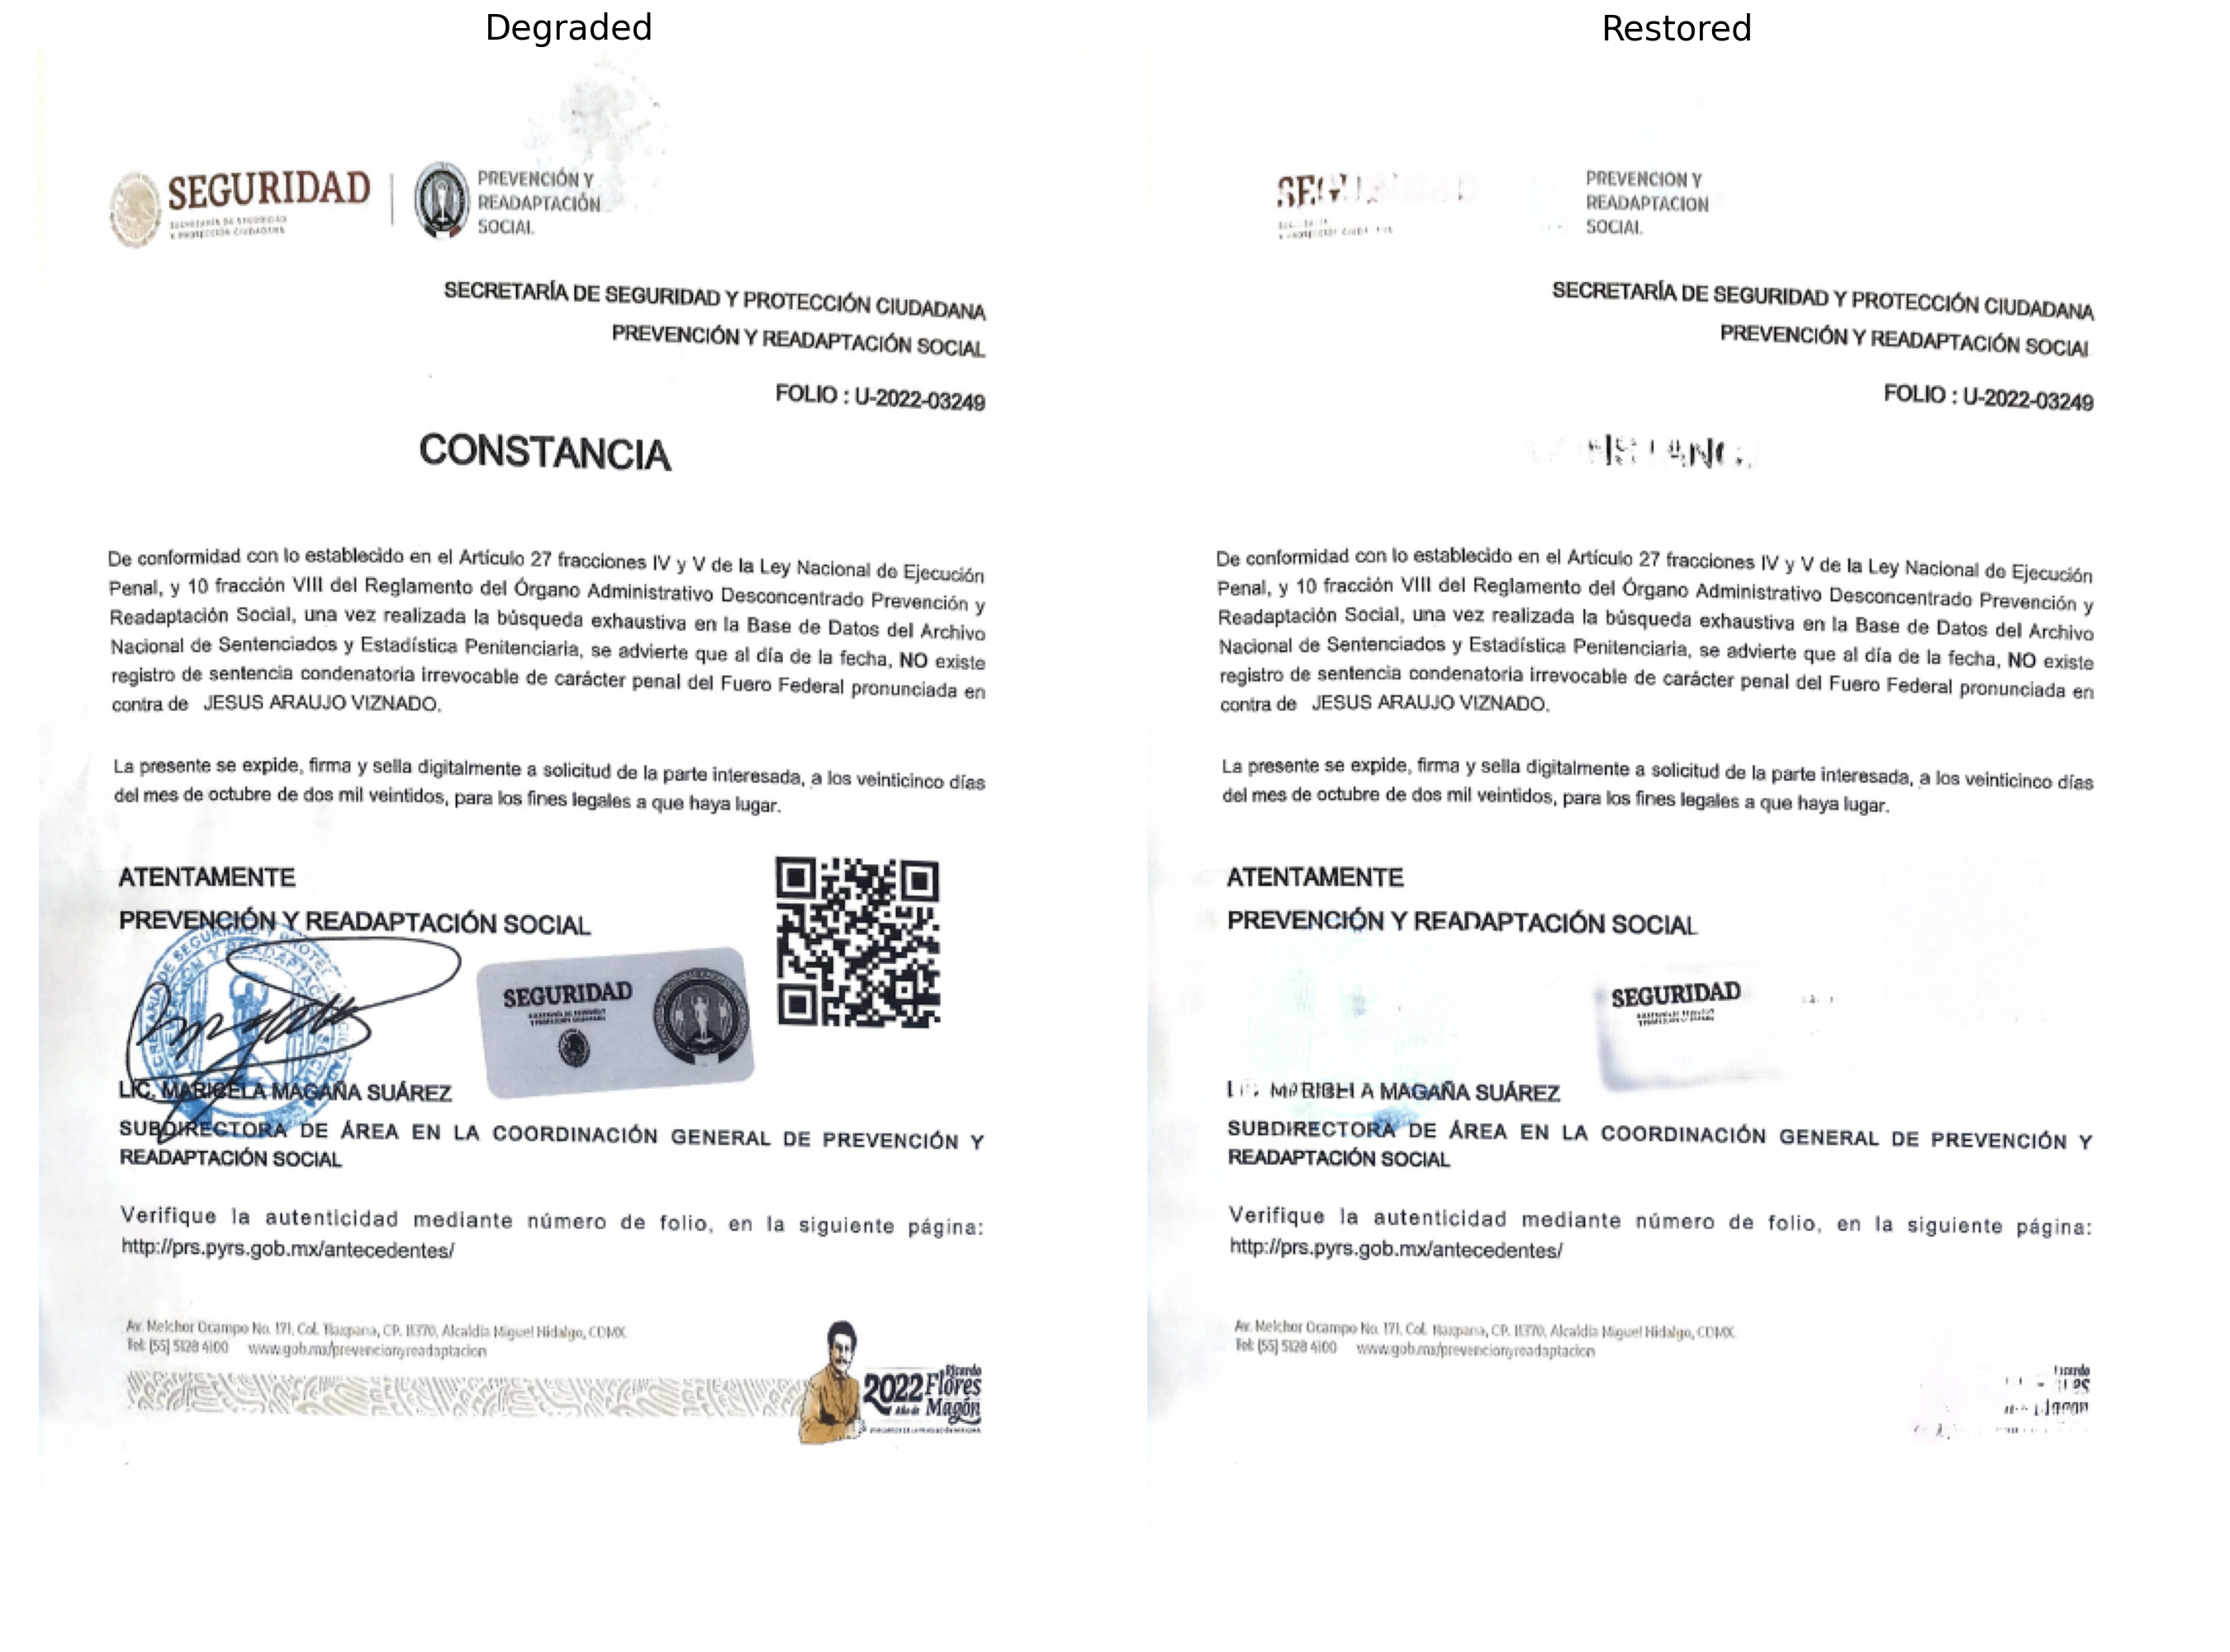 Degraded
SEGURIDAD
SECRETARÍA DE SEGURIDAD
Y PROTECCIÓN CIUDADANA
PREVENCIÓN Y
READAPTACIÓN
SOCIAL
SECRETARÍA DE SEGURIDAD Y PROTECCIÓN CIUDADANA
PREVENCIÓN Y READAPTACIÓN SOCIAL
FOLIO : U-2022-03249
CONSTANCIA
De conformidad con lo establecido en el Artículo 27 fracciones IV y V de la Ley Nacional de Ejecución
Penal, y 10 fracción VIII del Reglamento del Órgano Administrativo Desconcentrado Prevención y
Readaptación Social, una vez realizada la búsqueda exhaustiva en la Base de Datos del Archivo
Nacional de Sentenciados y Estadística Penitenciaria, se advierte que al día de la fecha, NO existe
registro de sentencia condenatoria irrevocable de carácter penal del Fuero Federal pronunciada en
contra de JESUS ARAUJO VIZNADO.
La presente se expide, firma y sella digitalmente a solicitud de la parte interesada, a los veinticinco días
del mes de octubre de dos mil veintidos, para los fines legales a que haya lugar.
ATENTAMENTE
PREVENCIÓN Y READAPTACIÓN SOCIAL
SEGURIDAD
LIC. MARICELA MAGAÑA SUÁREZ
SUBDIRECTORA DE ÁREA EN LA COORDINACIÓN GENERAL DE PREVENCIÓN Y
READAPTACIÓN SOCIAL
Verifique la autenticidad mediante número de folio, en la siguiente página:
http://prs.pyrs.gob.mx/antecedentes/
Av. Melchor Ocampo No. 171, Col. Tlaxpana, CP. 11370, Alcaldía Miguel Hidalgo, CDMX.
Tel: (55) 5128 4100 www.gob.mx/prevencionyreadaptacion
Ricardo
2022 Flores
Año de Magón
Restored
PREVENCION Y
READAPTACION
SOCIAL
SECRETARÍA DE SEGURIDAD Y PROTECCIÓN CIUDADANA
PREVENCIÓN Y READAPTACIÓN SOCIAL
FOLIO : U-2022-03249
De conformidad con lo establecido en el Artículo 27 fracciones IV y V de la Ley Nacional de Ejecución
Penal, y 10 fracción VIII del Reglamento del Órgano Administrativo Desconcentrado Prevención y
Readaptación Social, una vez realizada la búsqueda exhaustiva en la Base de Datos del Archivo
Nacional de Sentenciados y Estadística Penitenciaria, se advierte que al día de la fecha, NO existe
registro de sentencia condenatoria irrevocable de carácter penal del Fuero Federal pronunciada en
contra de JESUS ARAUJO VIZNADO.
La presente se expide, firma y sella digitalmente a solicitud de la parte interesada, a los veinticinco días
del mes de octubre de dos mil veintidos, para los fines legales a que haya lugar.
ATENTAMENTE
PREVENCIÓN Y READAPTACIÓN SOCIAL
SEGURIDAD
MAGAÑA SUÁREZ
SUBDIRECTORA DE ÁREA EN LA COORDINACIÓN GENERAL DE PREVENCIÓN Y
READAPTACIÓN SOCIAL
Verifique la autenticidad mediante número de folio, en la siguiente página:
http://prs.pyrs.gob.mx/antecedentes/
Av. Melchor Ocampo No. 171, Col. Tlaxpana, CP. 11370, Alcaldía Miguel Hidalgo, CDMX.
Tel: (55) 5128 4100 www.gob.mx/prevencionyreadaptacion